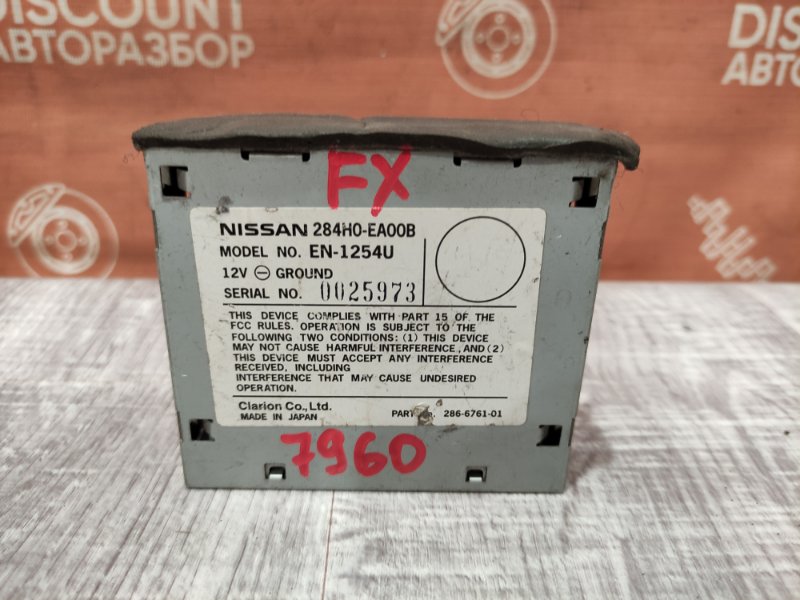 DISCOUNT
АВТОРАЗБОР
DISCO
АВТО
FX
NISSAN 284H0-EA00B
MODEL NO. EN-1254U
12V ⊖ GROUND
SERIAL NO. 0025973
THIS DEVICE COMPLIES WITH PART 15 OF THE
FCC RULES. OPERATION IS SUBJECT TO THE
FOLLOWING TWO CONDITIONS: (1) THIS DEVICE
MAY NOT CAUSE HARMFUL INTERFERENCE, AND (2)
THIS DEVICE MUST ACCEPT ANY INTERFERENCE
RECEIVED, INCLUDING
INTERFERENCE THAT MAY CAUSE UNDESIRED
OPERATION.
Clarion Co., Ltd.
MADE IN JAPAN
PART 286-6761-01
7960